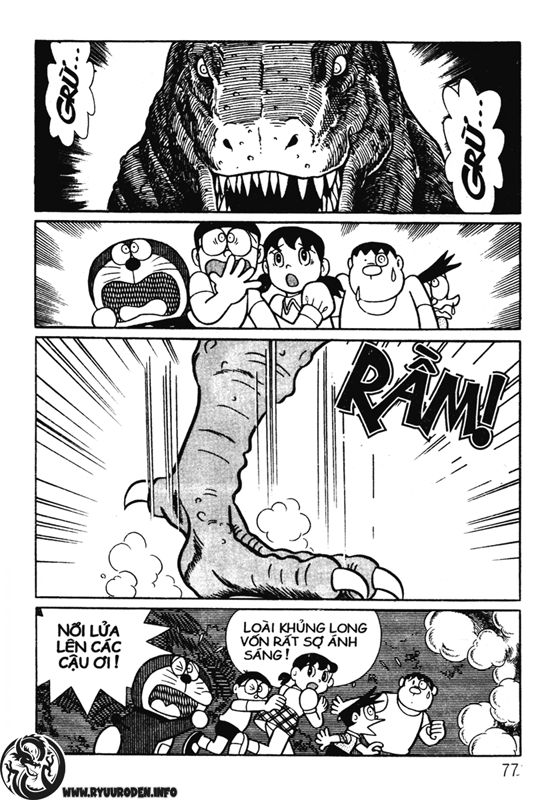 GRỪ...
GRỪ...
RẦM!
NỔI LỬA
LÊN CÁC
CẬU ƠI!
LOÀI KHỦNG LONG
VỐN RẤT SỢ ÁNH
SÁNG!
77
WWW.RYUURODEN.INFO